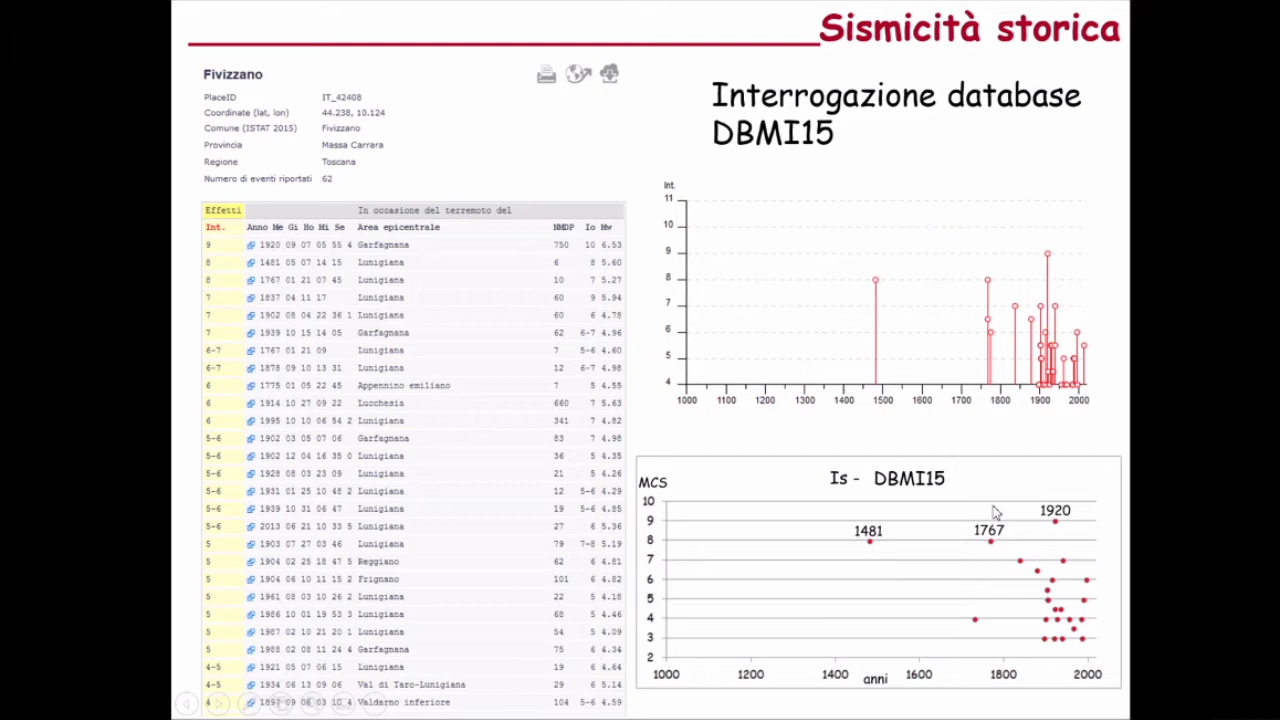 Sismicità storica
Fivizzano
PlaceID IT_42408
Coordinate (lat, lon) 44.238, 10.124
Comune (ISTAT 2015) Fivizzano
Provincia Massa Carrara
Regione Toscana
Numero di eventi riportati 62
Interrogazione database
DBMI15
Effetti In occasione del terremoto del
Int. Anno Me Gi Ho Mi Se Area epicentrale NMDP Io Mw
9 1920 09 07 05 55 4 Garfagnana 750 10 6.53
8 1481 05 07 14 15 Lunigiana 6 8 5.60
8 1767 01 21 07 45 Lunigiana 10 7 5.27
7 1837 04 11 17 Lunigiana 60 9 5.94
7 1902 08 04 22 36 1 Lunigiana 60 6 4.78
7 1939 10 15 14 05 Garfagnana 62 6-7 4.96
6-7 1767 01 21 09 Lunigiana 7 5-6 4.60
6-7 1878 09 10 13 31 Lunigiana 12 6-7 4.98
6 1775 01 05 22 45 Appennino emiliano 7 5 4.55
6 1914 10 27 09 22 Lucchesia 660 7 5.63
6 1995 10 10 06 54 2 Lunigiana 341 7 4.82
5-6 1902 03 05 07 06 Garfagnana 83 7 4.98
5-6 1902 12 04 16 35 0 Lunigiana 36 5 4.35
5-6 1928 08 03 23 09 Lunigiana 21 5 4.26
5-6 1931 01 25 10 48 2 Lunigiana 12 5-6 4.29
5-6 1939 10 31 06 47 Lunigiana 19 5-6 4.85
5-6 2013 06 21 10 33 5 Lunigiana 27 6 5.36
5 1903 07 27 03 46 Lunigiana 79 7-8 5.19
5 1904 02 25 18 47 5 Reggiano 62 6 4.81
5 1904 06 10 11 15 2 Frignano 101 6 4.82
5 1961 08 03 10 26 2 Lunigiana 22 5 4.18
5 1986 10 01 19 53 3 Lunigiana 68 5 4.46
5 1987 02 10 21 20 1 Lunigiana 54 5 4.09
5 1988 02 08 11 24 4 Garfagnana 75 6 4.34
4-5 1921 05 07 06 15 Lunigiana 19 6 4.64
4-5 1934 06 13 09 06 Val di Taro-Lunigiana 29 6 5.14
4 1897 09 06 03 10 4 Valdarno inferiore 104 5-6 4.59
Int.
11
10
9
8
7
6
5
4
1000 1100 1200 1300 1400 1500 1600 1700 1800 1900 2000
Is - DBMI15
MCS
10
9
8
7
6
5
4
3
2
1481 1767 1920
1000 1200 1400 1600 1800 2000
anni